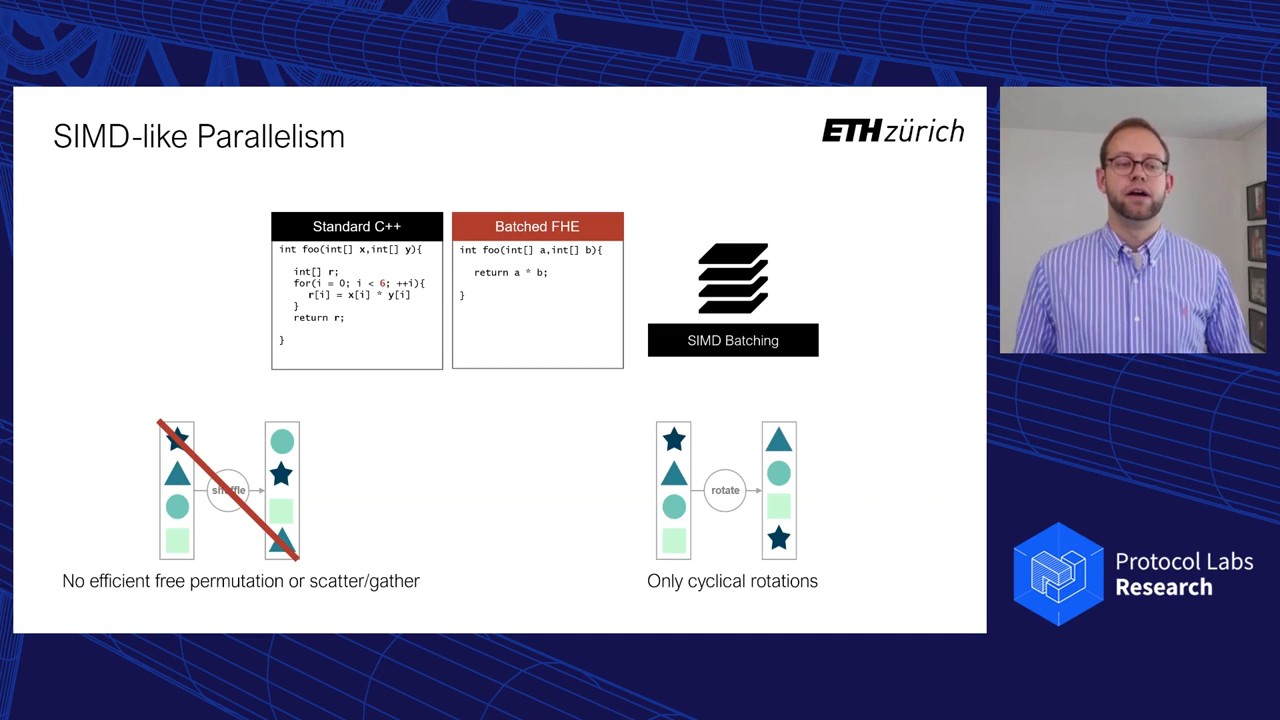 SIMD-like Parallelism
ETH zürich
Standard C++
int foo(int[] x,int[] y){
int[] r;
for(i = 0; i < 6; ++i){
r[i] = x[i] * y[i]
}
return r;
}
Batched FHE
int foo(int[] a,int[] b){
return a * b;
}
SIMD Batching
shuffle
No efficient free permutation or scatter/gather
rotate
Only cyclical rotations
Protocol Labs
Research